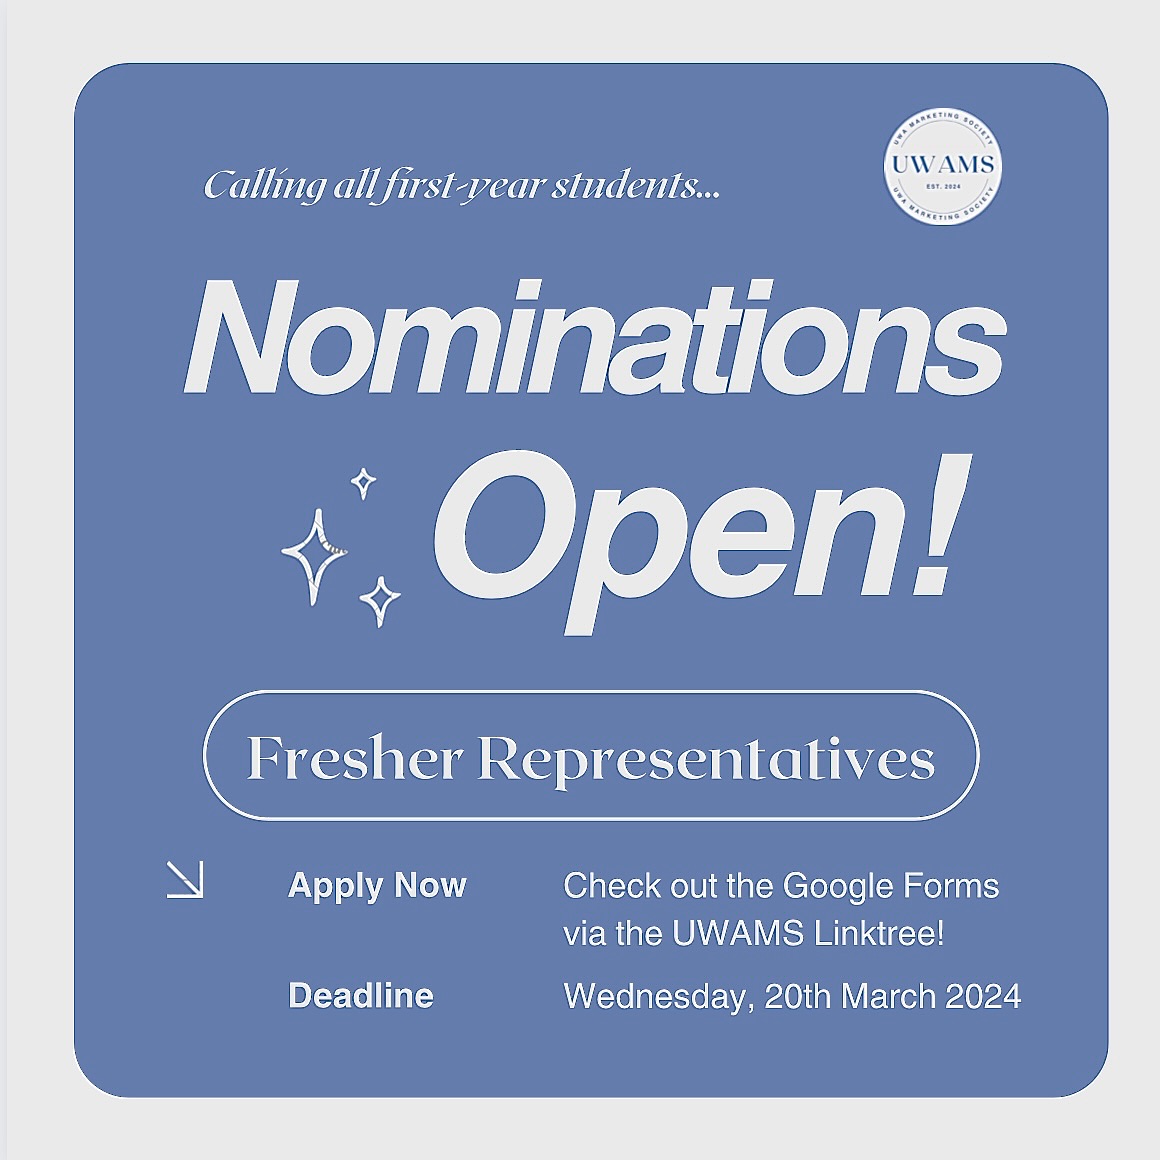 Calling all first-year students...
UWA MARKETING SOCIETY
UWAMS
EST. 2024
UWA MARKETING SOCIETY
Nominations
Open!
Fresher Representatives
Apply Now
Check out the Google Forms
via the UWAMS Linktree!
Deadline
Wednesday, 20th March 2024